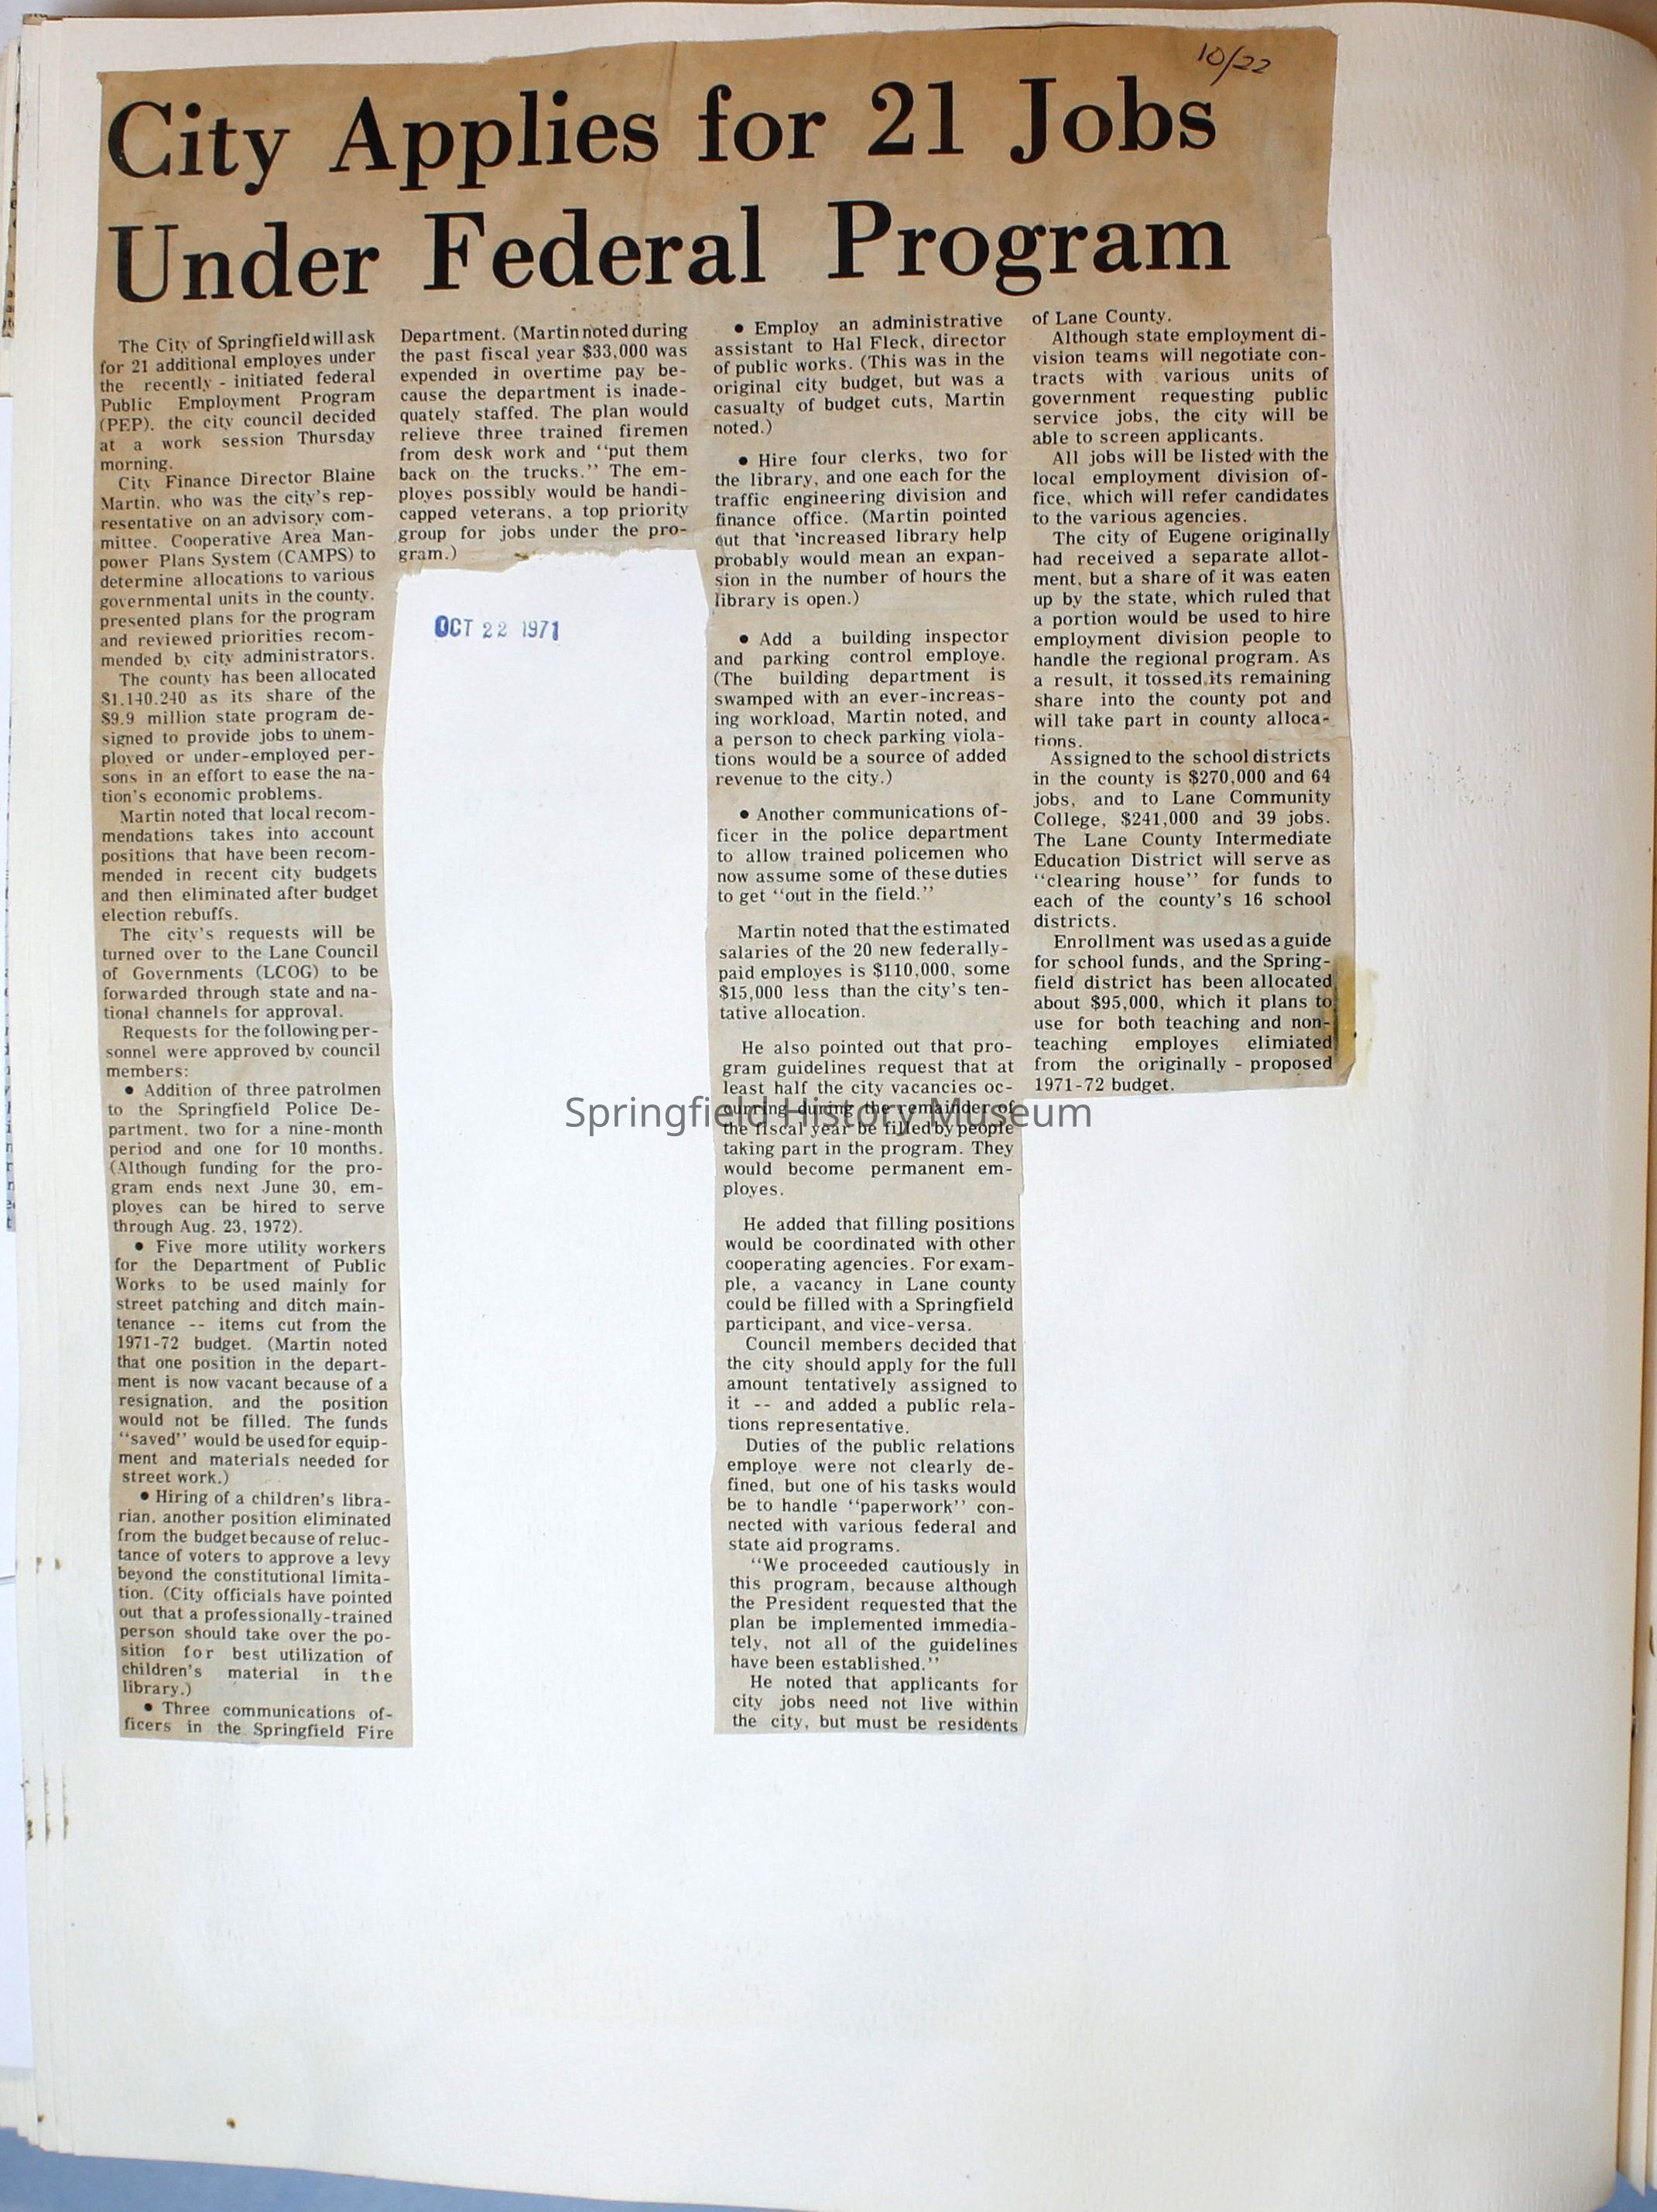 10/22
City Applies for 21 Jobs
Under Federal Program
The City of Springfield will ask
for 21 additional employes under
the recently - initiated federal
Public Employment Program
(PEP), the city council decided
at a work session Thursday
morning.
City Finance Director Blaine
Martin, who was the city's rep-
resentative on an advisory com-
mittee, Cooperative Area Man-
power Plans System (CAMPS) to
determine allocations to various
governmental units in the county,
presented plans for the program
and reviewed priorities recom-
mended by city administrators.
The county has been allocated
$1,140,240 as its share of the
$9.9 million state program de-
signed to provide jobs to unem-
ployed or under-employed per-
sons in an effort to ease the na-
tion's economic problems.
Martin noted that local recom-
mendations takes into account
positions that have been recom-
mended in recent city budgets
and then eliminated after budget
election rebuffs.
The city's requests will be
turned over to the Lane Council
of Governments (LCOG) to be
forwarded through state and na-
tional channels for approval.
Requests for the following per-
sonnel were approved by council
members:
• Addition of three patrolmen
to the Springfield Police De-
partment, two for a nine-month
period and one for 10 months.
(Although funding for the pro-
gram ends next June 30, em-
ployes can be hired to serve
through Aug. 23, 1972).
• Five more utility workers
for the Department of Public
Works to be used mainly for
street patching and ditch main-
tenance -- items cut from the
1971-72 budget. (Martin noted
that one position in the depart-
ment is now vacant because of a
resignation, and the position
would not be filled. The funds
"saved" would be used for equip-
ment and materials needed for
street work.)
• Hiring of a children's libra-
rian, another position eliminated
from the budget because of reluc-
tance of voters to approve a levy
beyond the constitutional limita-
tion. (City officials have pointed
out that a professionally-trained
person should take over the po-
sition for best utilization of
children's material in the
library.)
• Three communications of-
ficers in the Springfield Fire
Department. (Martin noted during
the past fiscal year $33,000 was
expended in overtime pay be-
cause the department is inade-
quately staffed. The plan would
relieve three trained firemen
from desk work and "put them
back on the trucks." The em-
ployes possibly would be handi-
capped veterans, a top priority
group for jobs under the pro-
gram.)
OCT 22 1971
• Employ an administrative
assistant to Hal Fleck, director
of public works. (This was in the
original city budget, but was a
casualty of budget cuts, Martin
noted.)
• Hire four clerks, two for
the library, and one each for the
traffic engineering division and
finance office. (Martin pointed
out that increased library help
probably would mean an expan-
sion in the number of hours the
library is open.)
• Add a building inspector
and parking control employe.
(The building department is
swamped with an ever-increas-
ing workload, Martin noted, and
a person to check parking viola-
tions would be a source of added
revenue to the city.)
• Another communications of-
ficer in the police department
to allow trained policemen who
now assume some of these duties
to get "out in the field."
Martin noted that the estimated
salaries of the 20 new federally-
paid employes is $110,000, some
$15,000 less than the city's ten-
tative allocation.
He also pointed out that pro-
gram guidelines request that at
least half the city vacancies oc-
curring during the remainder of
the fiscal year be filled by people
taking part in the program. They
would become permanent em-
ployes.
He added that filling positions
would be coordinated with other
cooperating agencies. For exam-
ple, a vacancy in Lane county
could be filled with a Springfield
participant, and vice-versa.
Council members decided that
the city should apply for the full
amount tentatively assigned to
it -- and added a public rela-
tions representative.
Duties of the public relations
employe were not clearly de-
fined, but one of his tasks would
be to handle "paperwork" con-
nected with various federal and
state aid programs.
"We proceeded cautiously in
this program, because although
the President requested that the
plan be implemented immedia-
tely, not all of the guidelines
have been established."
He noted that applicants for
city jobs need not live within
the city, but must be residents
of Lane County.
Although state employment di-
vision teams will negotiate con-
tracts with various units of
government requesting public
service jobs, the city will be
able to screen applicants.
All jobs will be listed with the
local employment division of-
fice, which will refer candidates
to the various agencies.
The city of Eugene originally
had received a separate allot-
ment, but a share of it was eaten
up by the state, which ruled that
a portion would be used to hire
employment division people to
handle the regional program. As
a result, it tossed its remaining
share into the county pot and
will take part in county alloca-
tions.
Assigned to the school districts
in the county is $270,000 and 64
jobs, and to Lane Community
College, $241,000 and 39 jobs.
The Lane County Intermediate
Education District will serve as
"clearing house" for funds to
each of the county's 16 school
districts.
Enrollment was used as a guide
for school funds, and the Spring-
field district has been allocated
about $95,000, which it plans to
use for both teaching and non-
teaching employes elimiated
from the originally - proposed
1971-72 budget.
Springfield History Museum